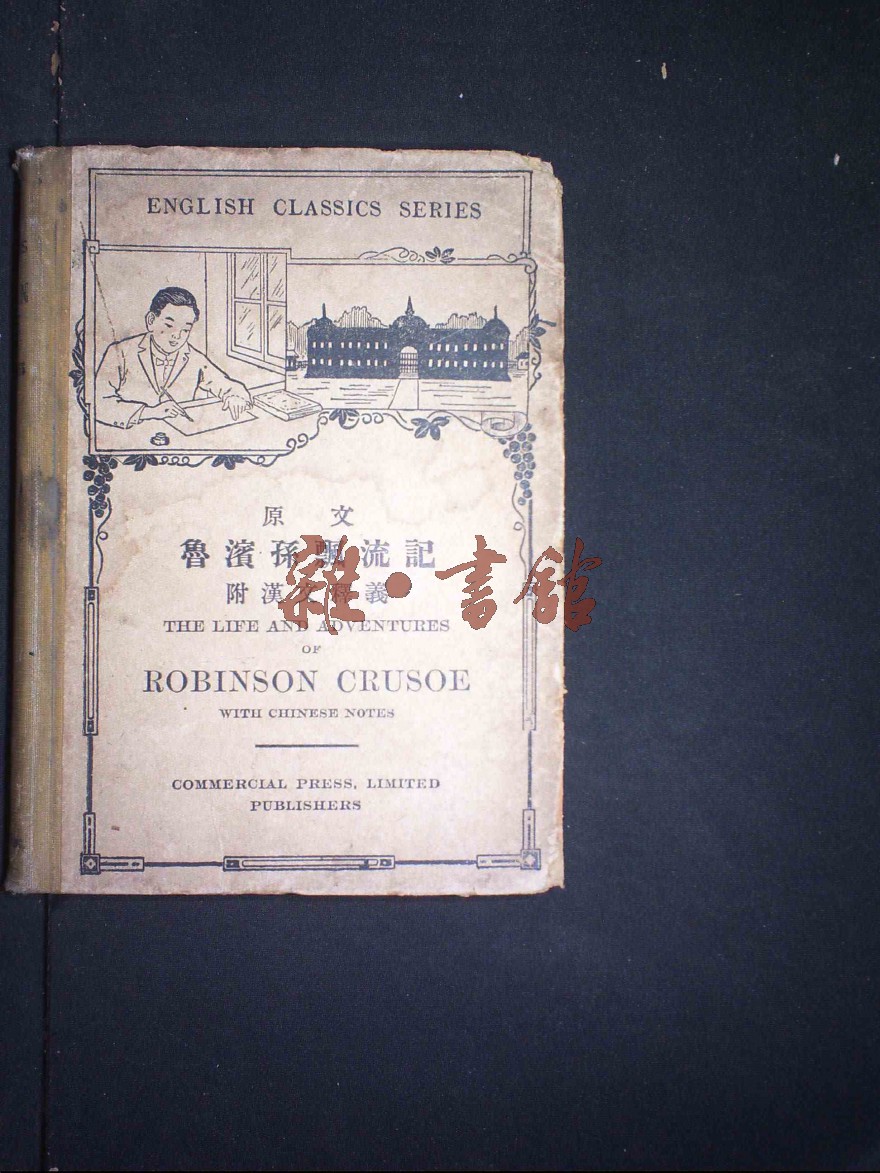 ENGLISH CLASSICS SERIES
原文
魯濱孫飄流記
附漢文釋義
THE LIFE AND ADVENTURES
OF
ROBINSON CRUSOE
WITH CHINESE NOTES
COMMERCIAL PRESS, LIMITED
PUBLISHERS
雜·書館